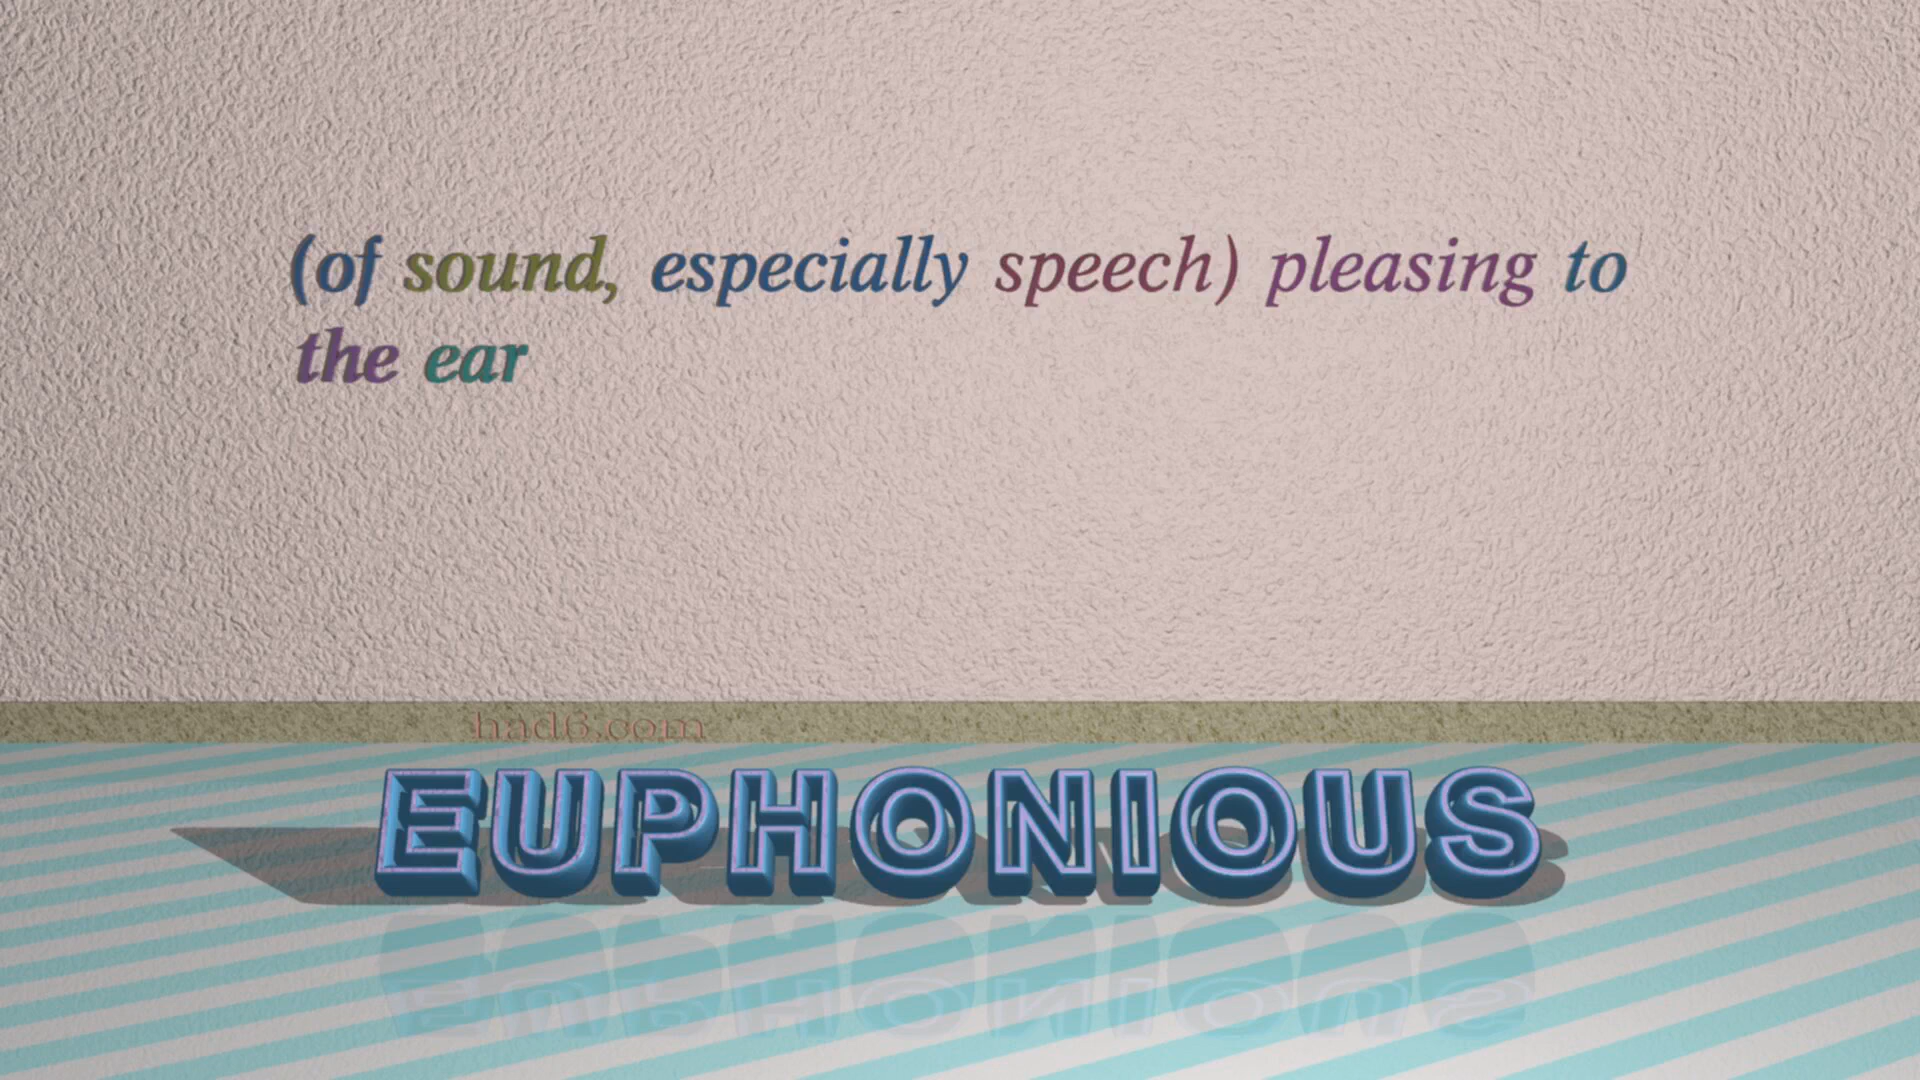 (of sound, especially speech) pleasing to
the ear
had6.com
EUPHONIOUS